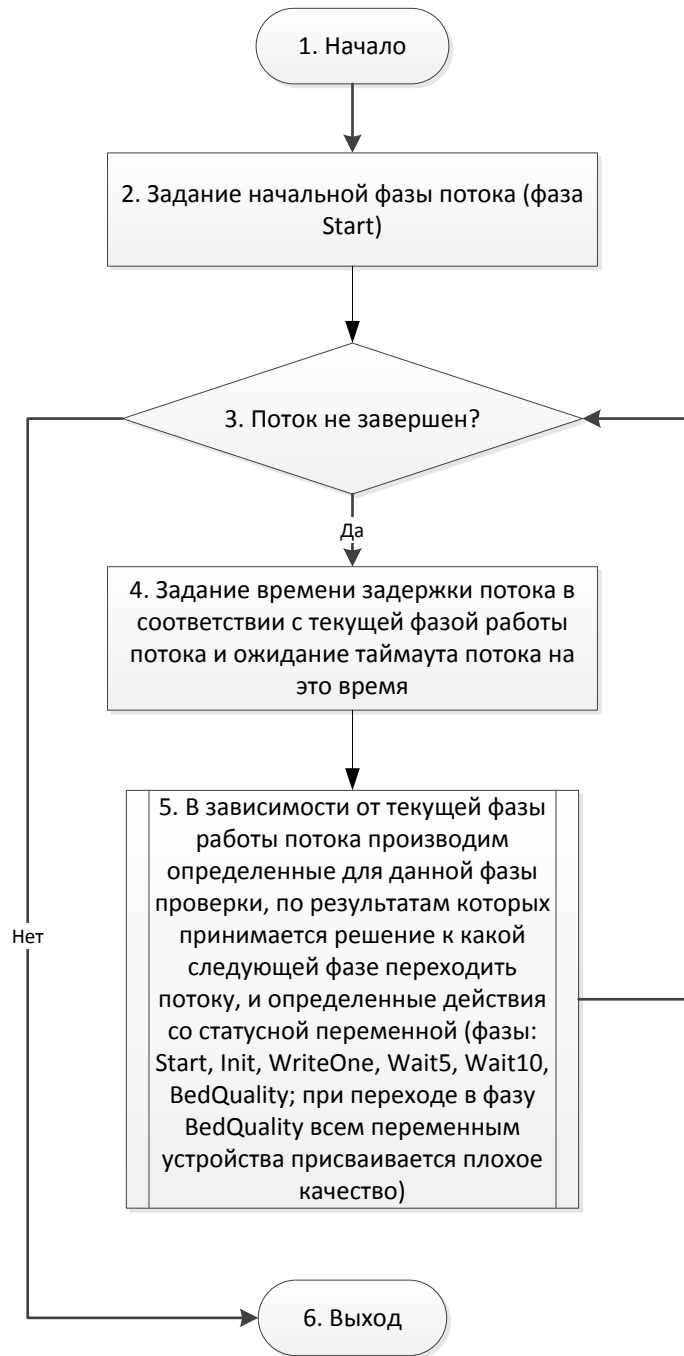 1. Начало
2. Задание начальной фазы потока (фаза
Start)
3. Поток не завершен?
Да
4. Задание времени задержки потока в
соответствии с текущей фазой работы
потока и ожидание таймаута потока на
это время
5. В зависимости от текущей фазы
работы потока производим
определенные для данной фазы
проверки, по результатам которых
принимается решение к какой
следующей фазе переходить
потоку, и определенные действия
со статусной переменной (фазы:
Start, Init, WriteOne, Wait5, Wait10,
BedQuality; при переходе в фазу
BedQuality всем переменным
устройства присваивается плохое
качество)
Нет
6. Выход